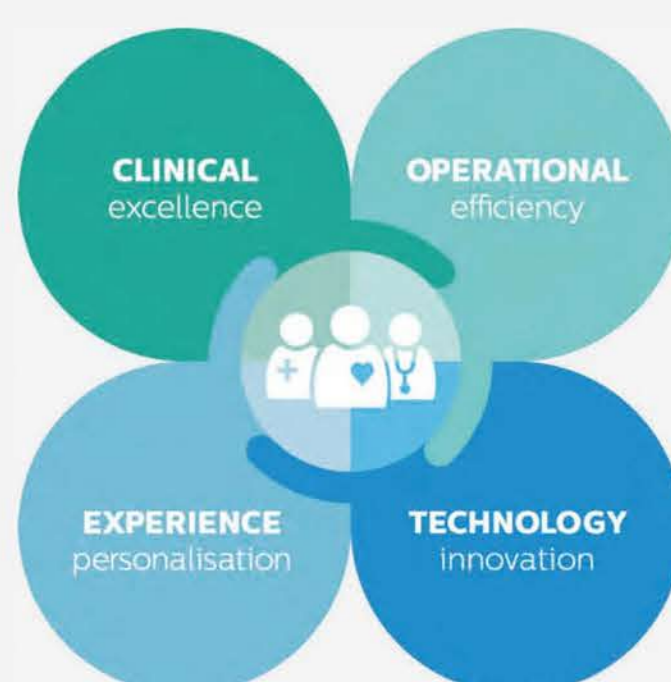 CLINICAL
excellence
OPERATIONAL
efficiency
EXPERIENCE
personalisation
TECHNOLOGY
innovation